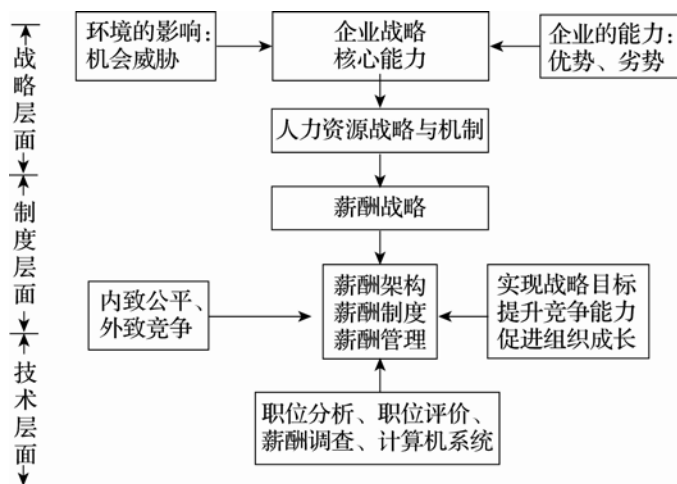 战略层面
制度层面
技术层面
环境的影响：
机会威胁
企业战略
核心能力
企业的能力：
优势、劣势
人力资源战略与机制
薪酬战略
内致公平、
外致竞争
薪酬架构
薪酬制度
薪酬管理
实现战略目标
提升竞争能力
促进组织成长
职位分析、职位评价、
薪酬调查、计算机系统